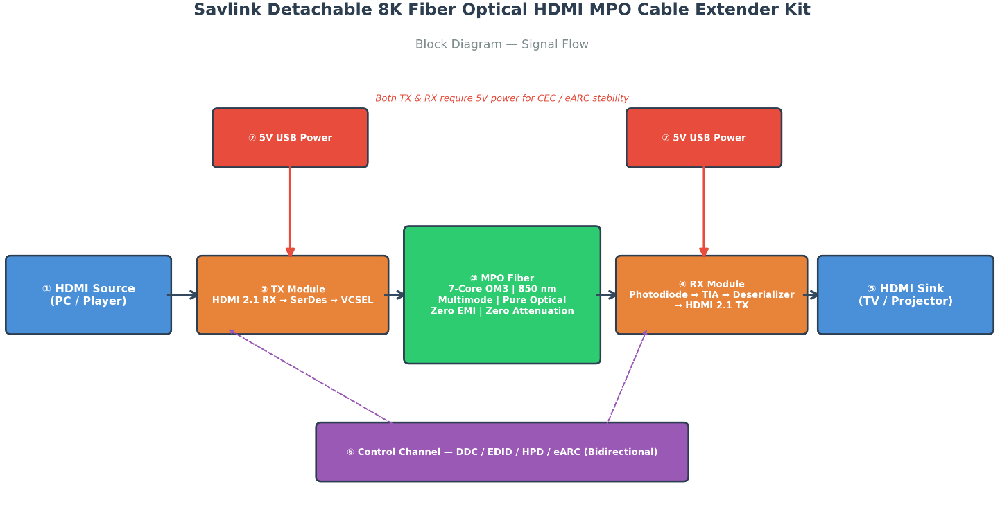 Savlink Detachable 8K Fiber Optical HDMI MPO Cable Extender Kit
Block Diagram — Signal Flow
Both TX & RX require 5V power for CEC / eARC stability
⑦ 5V USB Power
⑦ 5V USB Power
① HDMI Source
(PC / Player)
② TX Module
HDMI 2.1 RX → SerDes → VCSEL
③ MPO Fiber
7-Core OM3 | 850 nm
Multimode | Pure Optical
Zero EMI | Zero Attenuation
④ RX Module
Photodiode → TIA → Deserializer
→ HDMI 2.1 TX
⑤ HDMI Sink
(TV / Projector)
⑥ Control Channel — DDC / EDID / HPD / eARC (Bidirectional)